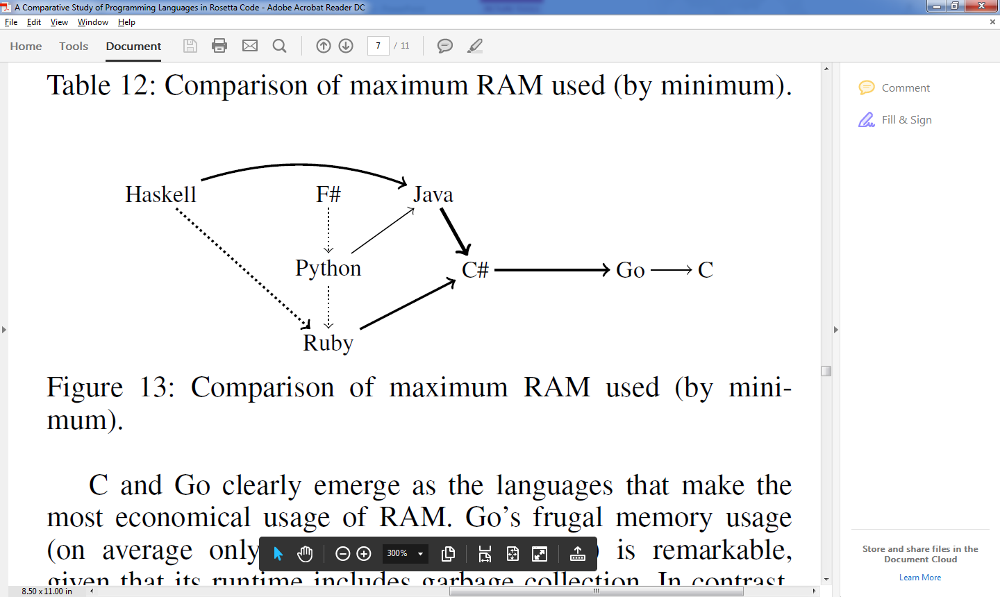 A Comparative Study of Programming Languages in Rosetta Code - Adobe Acrobat Reader DC
File Edit View Window Help
Home Tools Document 7 / 11
Table 12: Comparison of maximum RAM used (by minimum).
Haskell F# Java
Python C# Go C
Ruby
Figure 13: Comparison of maximum RAM used (by mini-
mum).
C and Go clearly emerge as the languages that make the
most economical usage of RAM. Go's frugal memory usage
(on average only ) is remarkable,
given that its runtime includes garbage collection. In contrast,
300%
8.50 x 11.00 in
Comment
Fill & Sign
Store and share files in the
Document Cloud
Learn More